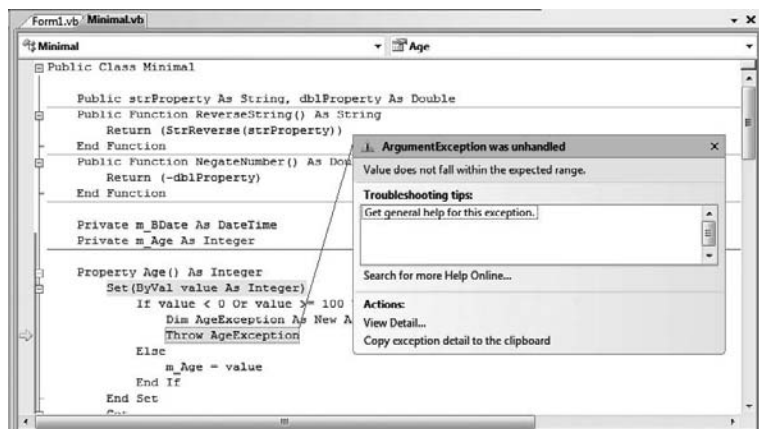 Form1.vb Minimal.vb
Minimal
Age
Public Class Minimal
Public strProperty As String, dblProperty As Double
Public Function ReverseString() As String
Return (StrReverse(strProperty))
End Function
Public Function NegateNumber() As Dou
Return (-dblProperty)
End Function
Private m_BDate As DateTime
Private m_Age As Integer
Property Age() As Integer
Set(ByVal value As Integer)
If value < 0 Or value >= 100
Dim AgeException As New A
Throw AgeException
Else
m_Age = value
End If
End Set
ArgumentException was unhandled
Value does not fall within the expected range.
Troubleshooting tips:
Get general help for this exception.
Search for more Help Online...
Actions:
View Detail...
Copy exception detail to the clipboard